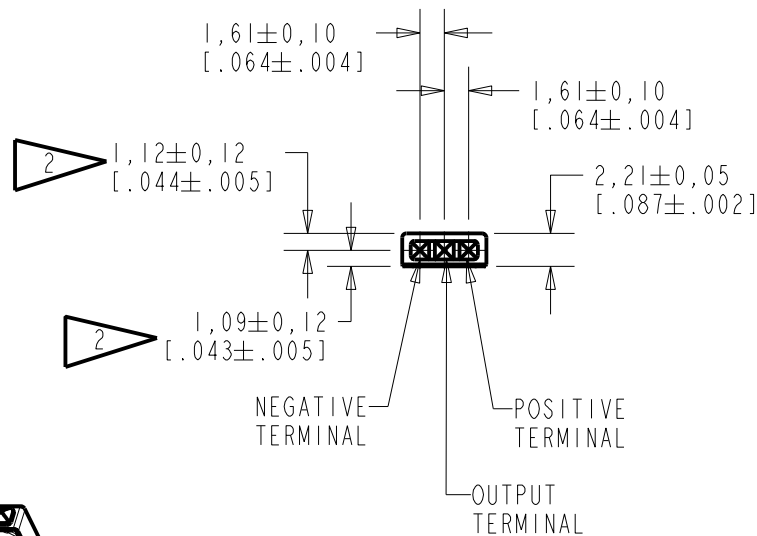 1,61±0,10
[.064±.004]
1,61±0,10
[.064±.004]
2
1,12±0,12
[.044±.005]
2,21±0,05
[.087±.002]
2
1,09±0,12
[.043±.005]
NEGATIVE
TERMINAL
POSITIVE
TERMINAL
OUTPUT
TERMINAL